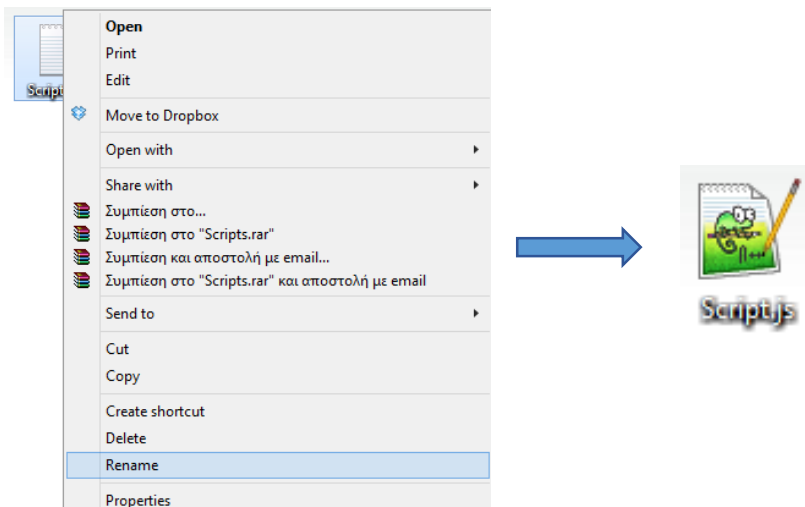 Open
Print
Edit
Script
Move to Dropbox
Open with
Share with
Συμπίεση στο...
Συμπίεση στο "Scripts.rar"
Συμπίεση και αποστολή με email...
Συμπίεση στο "Scripts.rar" και αποστολή με email
Send to
Cut
Copy
Create shortcut
Delete
Rename
Properties
Script.js